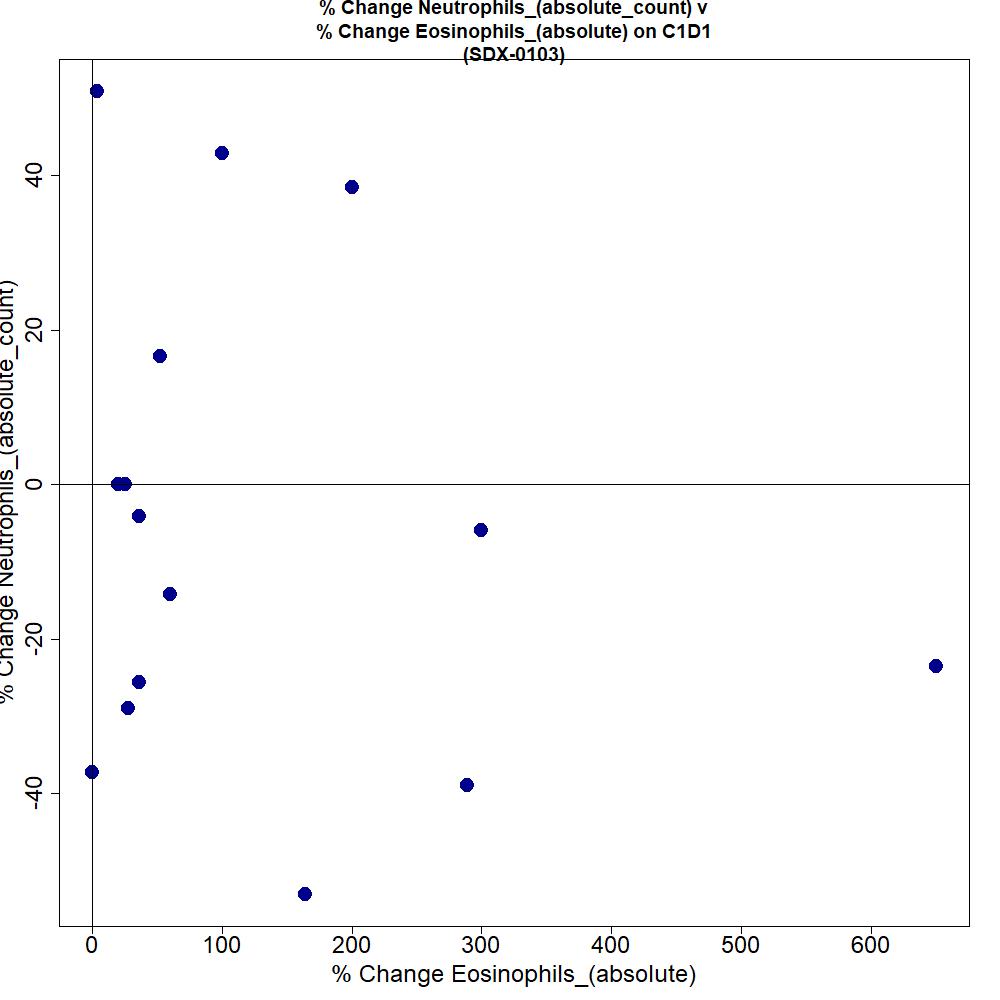 % Change Neutrophils_(absolute_count) v
% Change Eosinophils_(absolute) on C1D1
(SDX-0103)
% Change Neutrophils_(absolute_count)
40
20
0
-20
-40
0 100 200 300 400 500 600
% Change Eosinophils_(absolute)